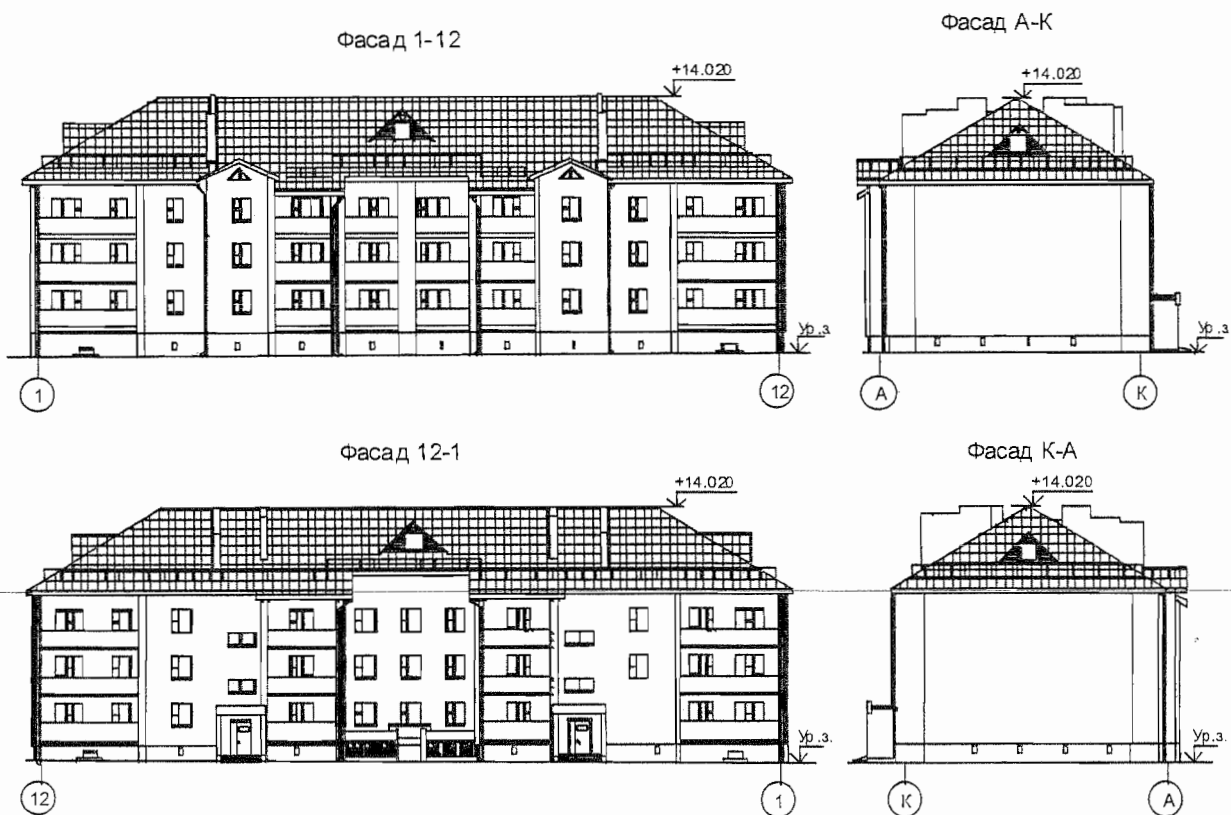 Фасад 1-12
+14.020
Ур.з.
1
12
Фасад А-К
+14.020
Ур.з
А
К
Фасад 12-1
+14.020
Ур.з.
12
1
Фасад К-А
+14.020
Ур.з.
К
А